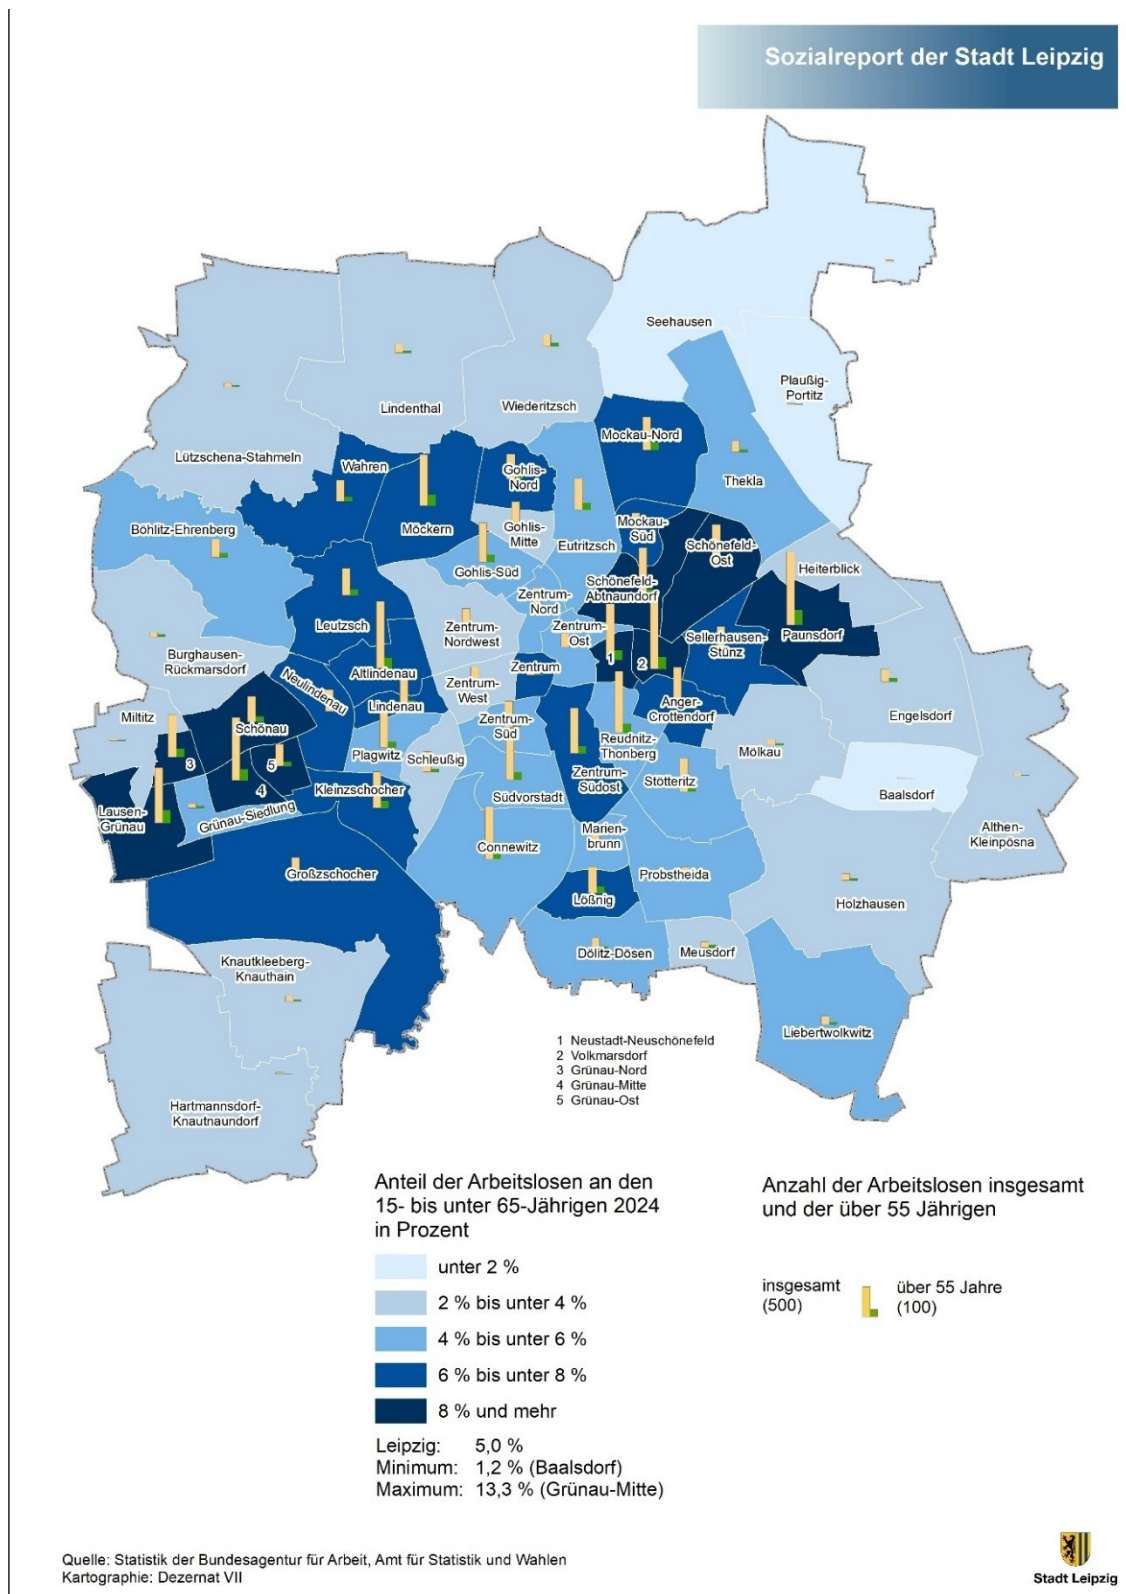 Sozialreport der Stadt Leipzig
Seehausen
Plaußig-
Portitz
Lindenthal
Wiederitzsch
Mockau-Nord
Thekla
Lützschena-Stahmeln
Wahren
Gohlis-
Nord
Möckern
Gohlis-
Mitte
Böhlitz-Ehrenberg
Eutritzsch
Mockau-
Süd
Schönefeld-
Ost
Heiterblick
Gohlis-Süd
Schönefeld-
Abtnaundorf
Zentrum-
Nord
Leutzsch
Zentrum-
Nordwest
Zentrum-
Ost
Paunsdorf
Sellerhausen-
Stünz
1
2
Burghausen-
Rückmarsdorf
Altlindenau
Zentrum
Neulindenau
Zentrum-
West
Lindenau
Anger-
Crottendorf
Engelsdorf
Miltitz
Schönau
Zentrum-
Süd
Reudnitz-
Thonberg
Mölkau
Plagwitz
Schleußig
3
5
4
Zentrum-
Südost
Stötteritz
Kleinzschocher
Südvorstadt
Baalsdorf
Lausen-
Grünau
Grünau-Siedlung
Althen-
Kleinpösna
Marien-
brunn
Connewitz
Großzschocher
Probstheida
Lößnig
Holzhausen
Dölitz-Dösen
Meusdorf
Knautkleeberg-
Knauthain
Liebertwolkwitz
Hartmannsdorf-
Knautnaundorf
1 Neustadt-Neuschönefeld
2 Volkmarsdorf
3 Grünau-Nord
4 Grünau-Mitte
5 Grünau-Ost
Anteil der Arbeitslosen an den
15- bis unter 65-Jährigen 2024
in Prozent
unter 2 %
2 % bis unter 4 %
4 % bis unter 6 %
6 % bis unter 8 %
8 % und mehr
Leipzig: 5,0 %
Minimum: 1,2 % (Baalsdorf)
Maximum: 13,3 % (Grünau-Mitte)
Anzahl der Arbeitslosen insgesamt
und der über 55 Jährigen
insgesamt
(500)
über 55 Jahre
(100)
Quelle: Statistik der Bundesagentur für Arbeit, Amt für Statistik und Wahlen
Kartographie: Dezernat VII
Stadt Leipzig